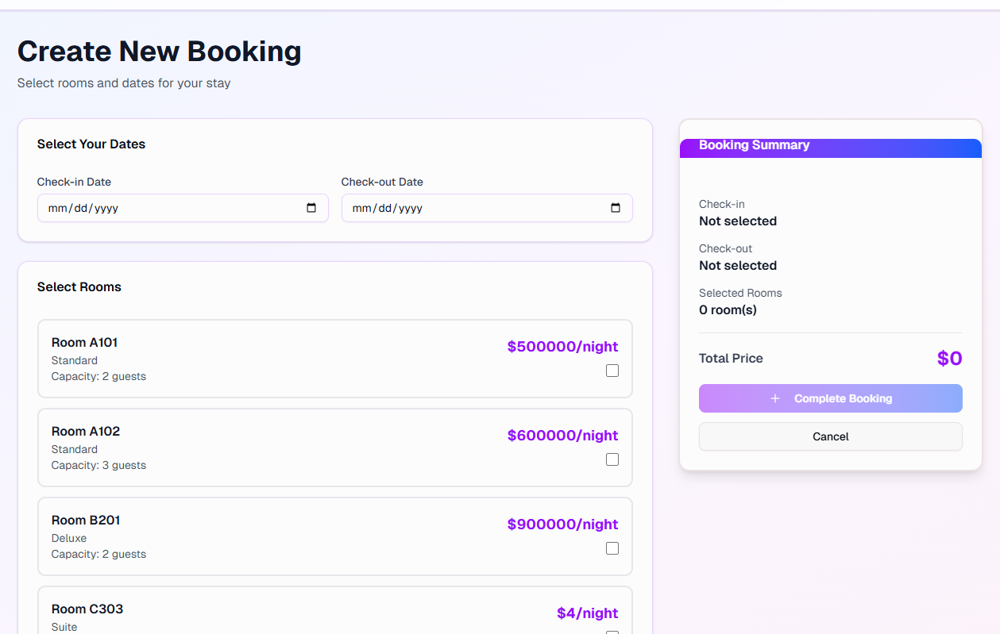 Create New Booking
Select rooms and dates for your stay
Select Your Dates
Check-in Date
mm/dd/yyyy
Check-out Date
mm/dd/yyyy
Select Rooms
Room A101
Standard
Capacity: 2 guests
$500000/night
Room A102
Standard
Capacity: 3 guests
$600000/night
Room B201
Deluxe
Capacity: 2 guests
$900000/night
Room C303
Suite
$4/night
Booking Summary
Check-in
Not selected
Check-out
Not selected
Selected Rooms
0 room(s)
Total Price
$0
+ Complete Booking
Cancel